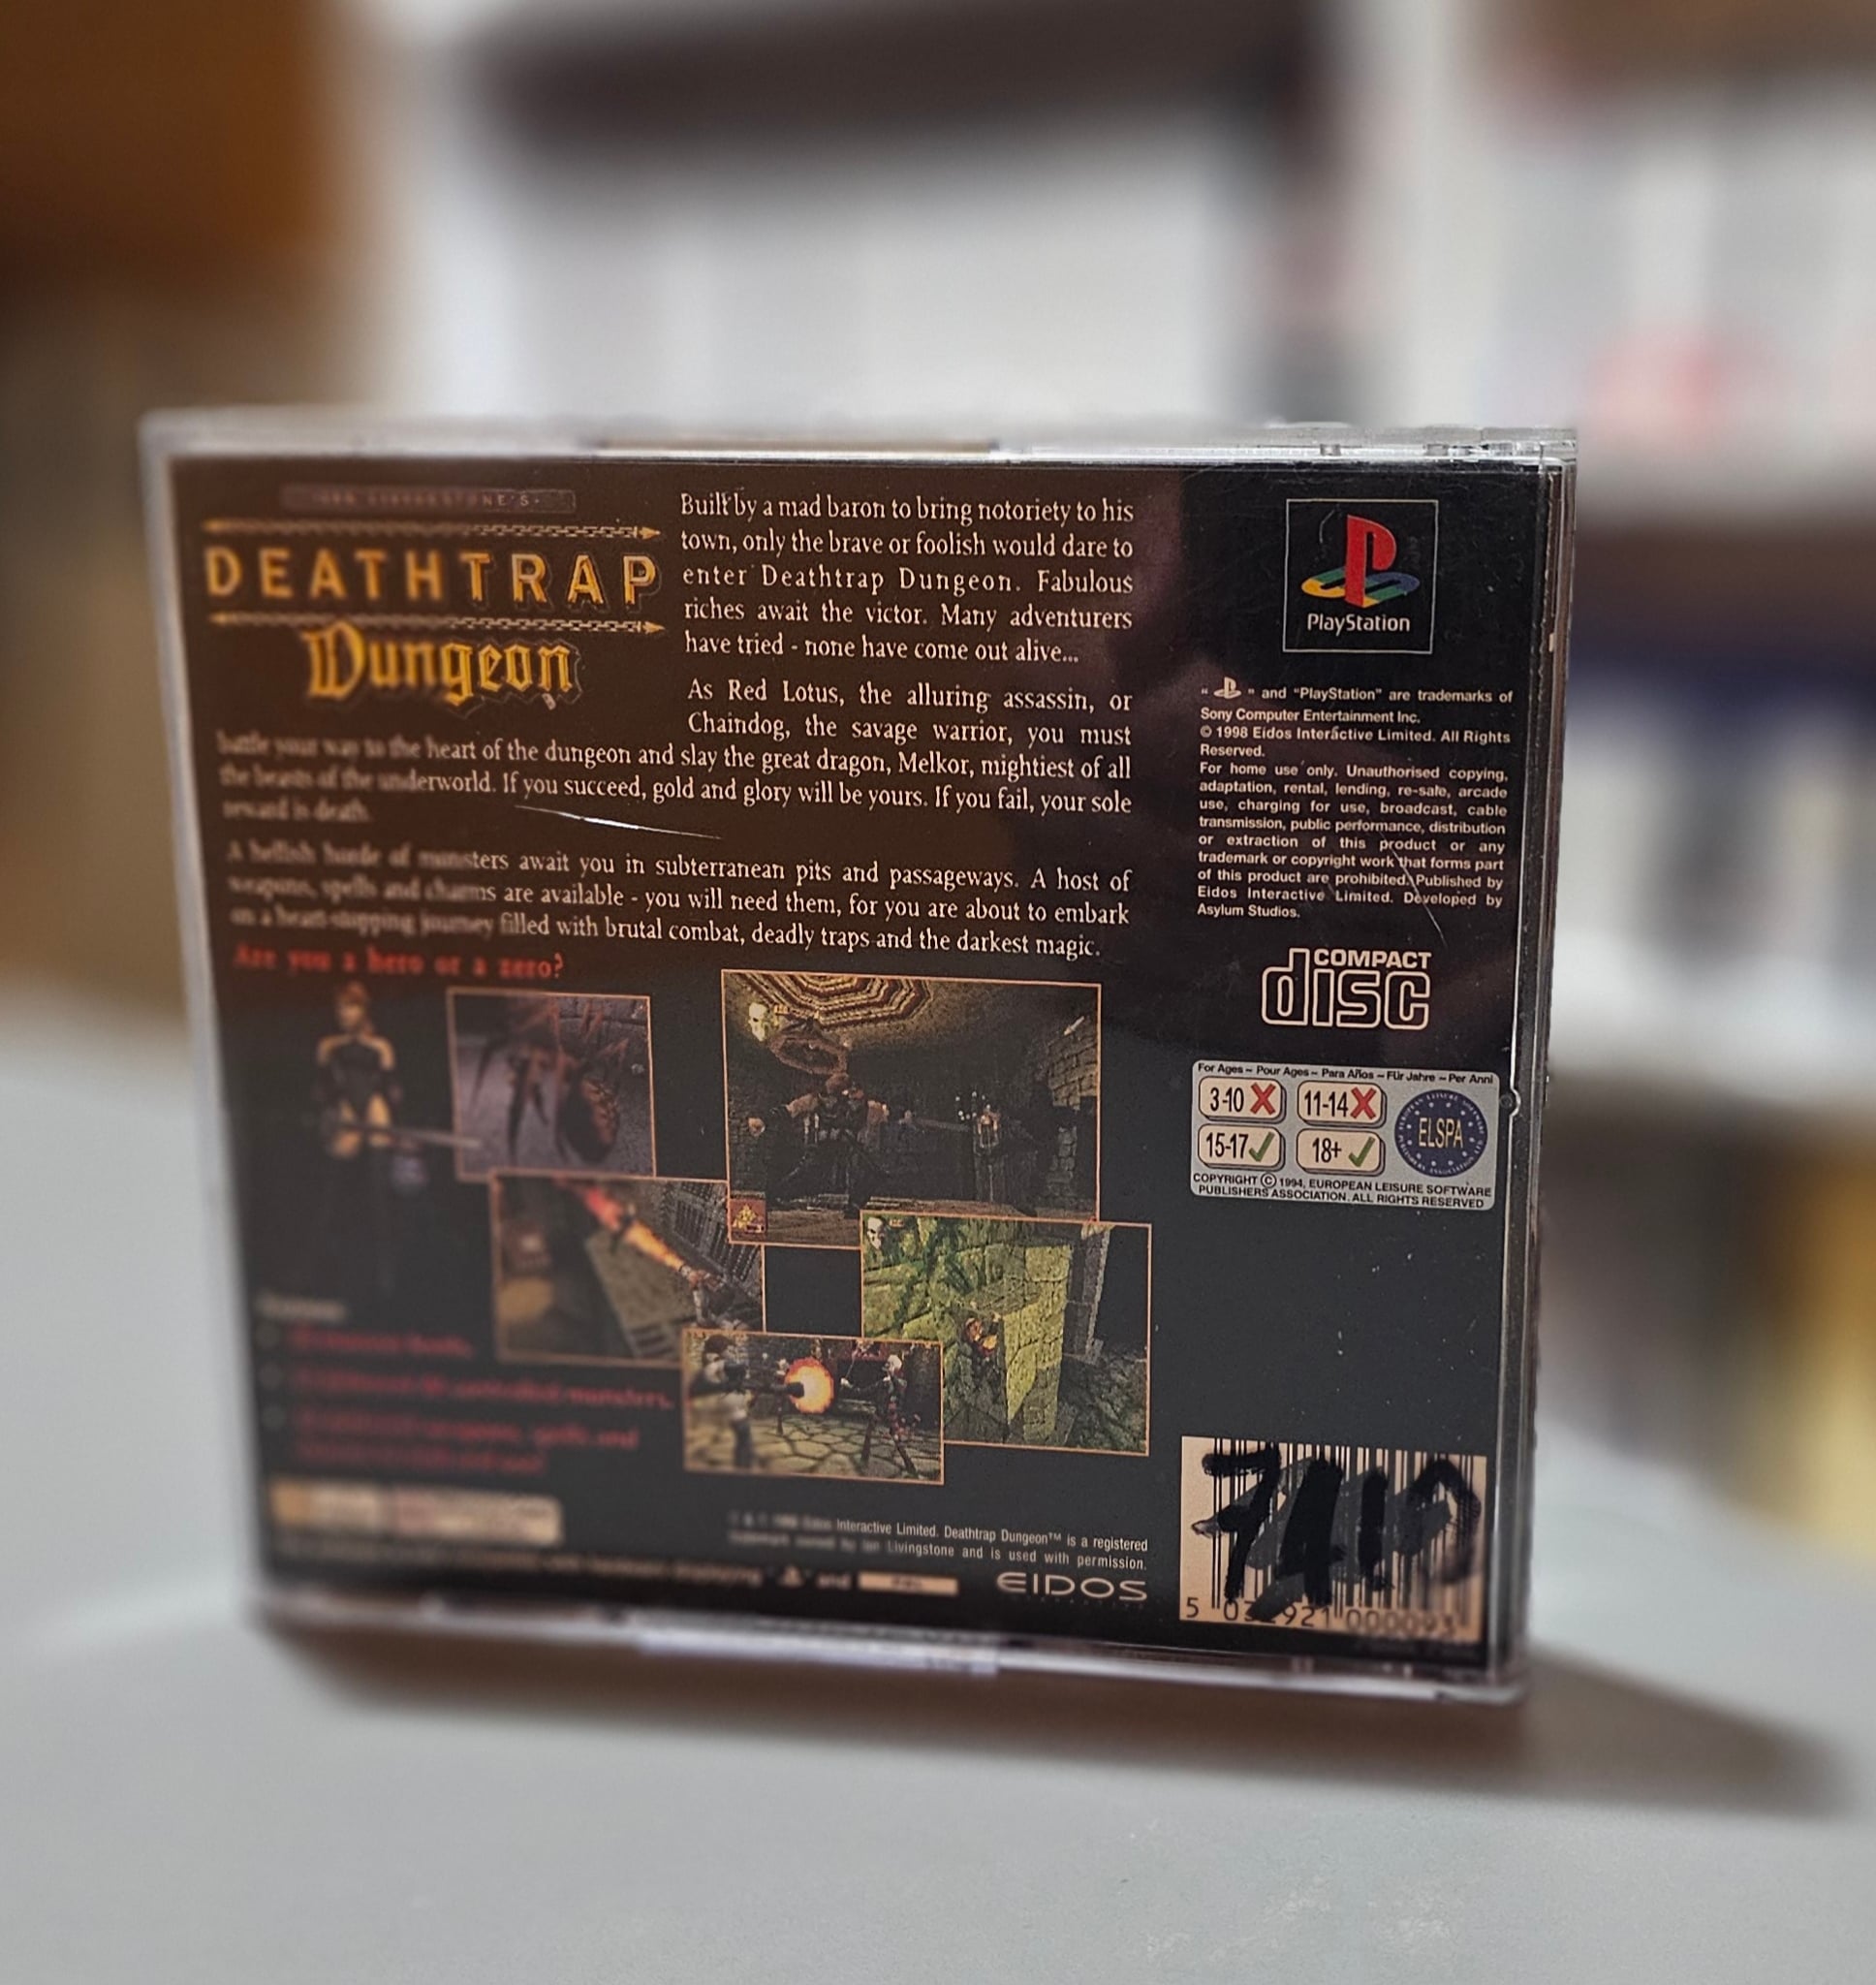 DEATHTRAP
Dungeon
Built by a mad baron to bring notoriety to his
town, only the brave or foolish would dare to
enter Deathtrap Dungeon. Fabulous
riches await the victor. Many adventurers
have tried - none have come out alive...
As Red Lotus, the alluring assassin, or
Chaindog, the savage warrior, you must
battle your way to the heart of the dungeon and slay the great dragon, Melkor, mightiest of all
the beasts of the underworld. If you succeed, gold and glory will be yours. If you fail, your sole
reward is death.
A hellish horde of monsters await you in subterranean pits and passageways. A host of
weapons, spells and charms are available - you will need them, for you are about to embark
on a heart-stopping journey filled with brutal combat, deadly traps and the darkest magic.
Are you a hero or a zero?
Interactive Limited. Deathtrap Dungeon™ is a registered
trademark owned by Ian Livingstone and is used with permission.
and
EIDOS
PlayStation
" " and "PlayStation" are trademarks of
Sony Computer Entertainment Inc.
© 1998 Eidos Interactive Limited. All Rights
Reserved.
For home use only. Unauthorised copying,
adaptation, rental, lending, re-sale, arcade
use, charging for use, broadcast, cable
transmission, public performance, distribution
or extraction of this product or any
trademark or copyright work that forms part
of this product are prohibited. Published by
Eidos Interactive Limited. Developed by
Asylum Studios.
COMPACT
disc
For Ages – Pour Ages – Para Años – Für Jahre – Per Anni
3-10 11-14
15-17 18+
ELSPA
COPYRIGHT © 1994, EUROPEAN LEISURE SOFTWARE
PUBLISHERS ASSOCIATION. ALL RIGHTS RESERVED